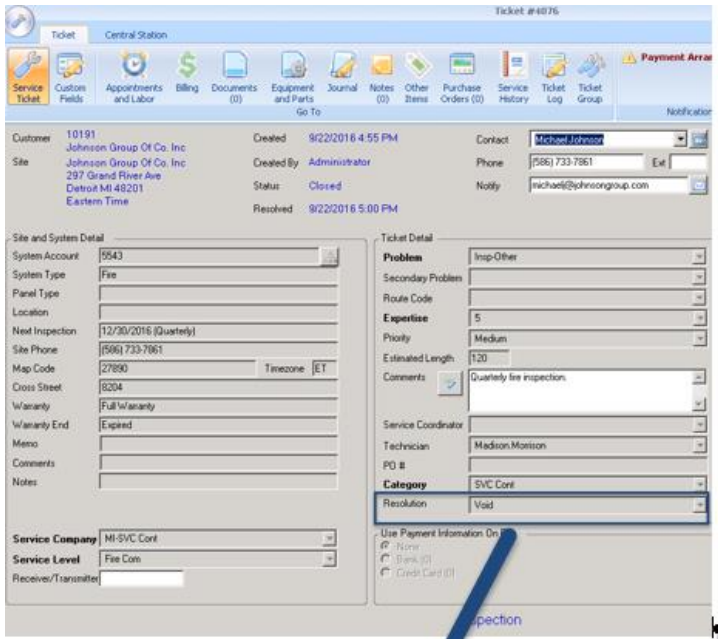 Ticket #4076
Ticket Central Station
Service Ticket
Custom Fields
Appointments and Labor
Billing
Documents (0)
Equipment and Parts
Journal
Notes (0)
Other Items
Purchase Orders (0)
Service History
Ticket Log
Ticket Group
Payment Arran
Go To
Notification
Customer 10191
Johnson Group Of Co. Inc
Site Johnson Group Of Co. Inc
297 Grand River Ave
Detroit MI 48201
Eastern Time
Created 9/22/2016 4:55 PM
Created By Administrator
Status Closed
Resolved 9/22/2016 5:00 PM
Contact Michael Johnson
Phone (586) 733-7861 Ext
Notify michaelj@johnsongroup.com
Site and System Detail
System Account 5543
System Type Fire
Panel Type
Location
Next Inspection 12/30/2016 (Quarterly)
Site Phone (586) 733-7861
Map Code 27890 Timezone ET
Cross Street 8204
Warranty Full Warranty
Warranty End Expired
Memo
Comments
Notes
Service Company MI-SVC Cont
Service Level Fire Com
Receiver/Transmitter
Ticket Detail
Problem Insp-Other
Secondary Problem
Route Code
Expertise 5
Priority Medium
Estimated Length 120
Comments Quarterly fire inspection.
Service Coordinator
Technician Madison.Morrison
PO #
Category SVC Cont
Resolution Void
Use Payment Information On
None
Bank (0)
Credit Card (0)
spection